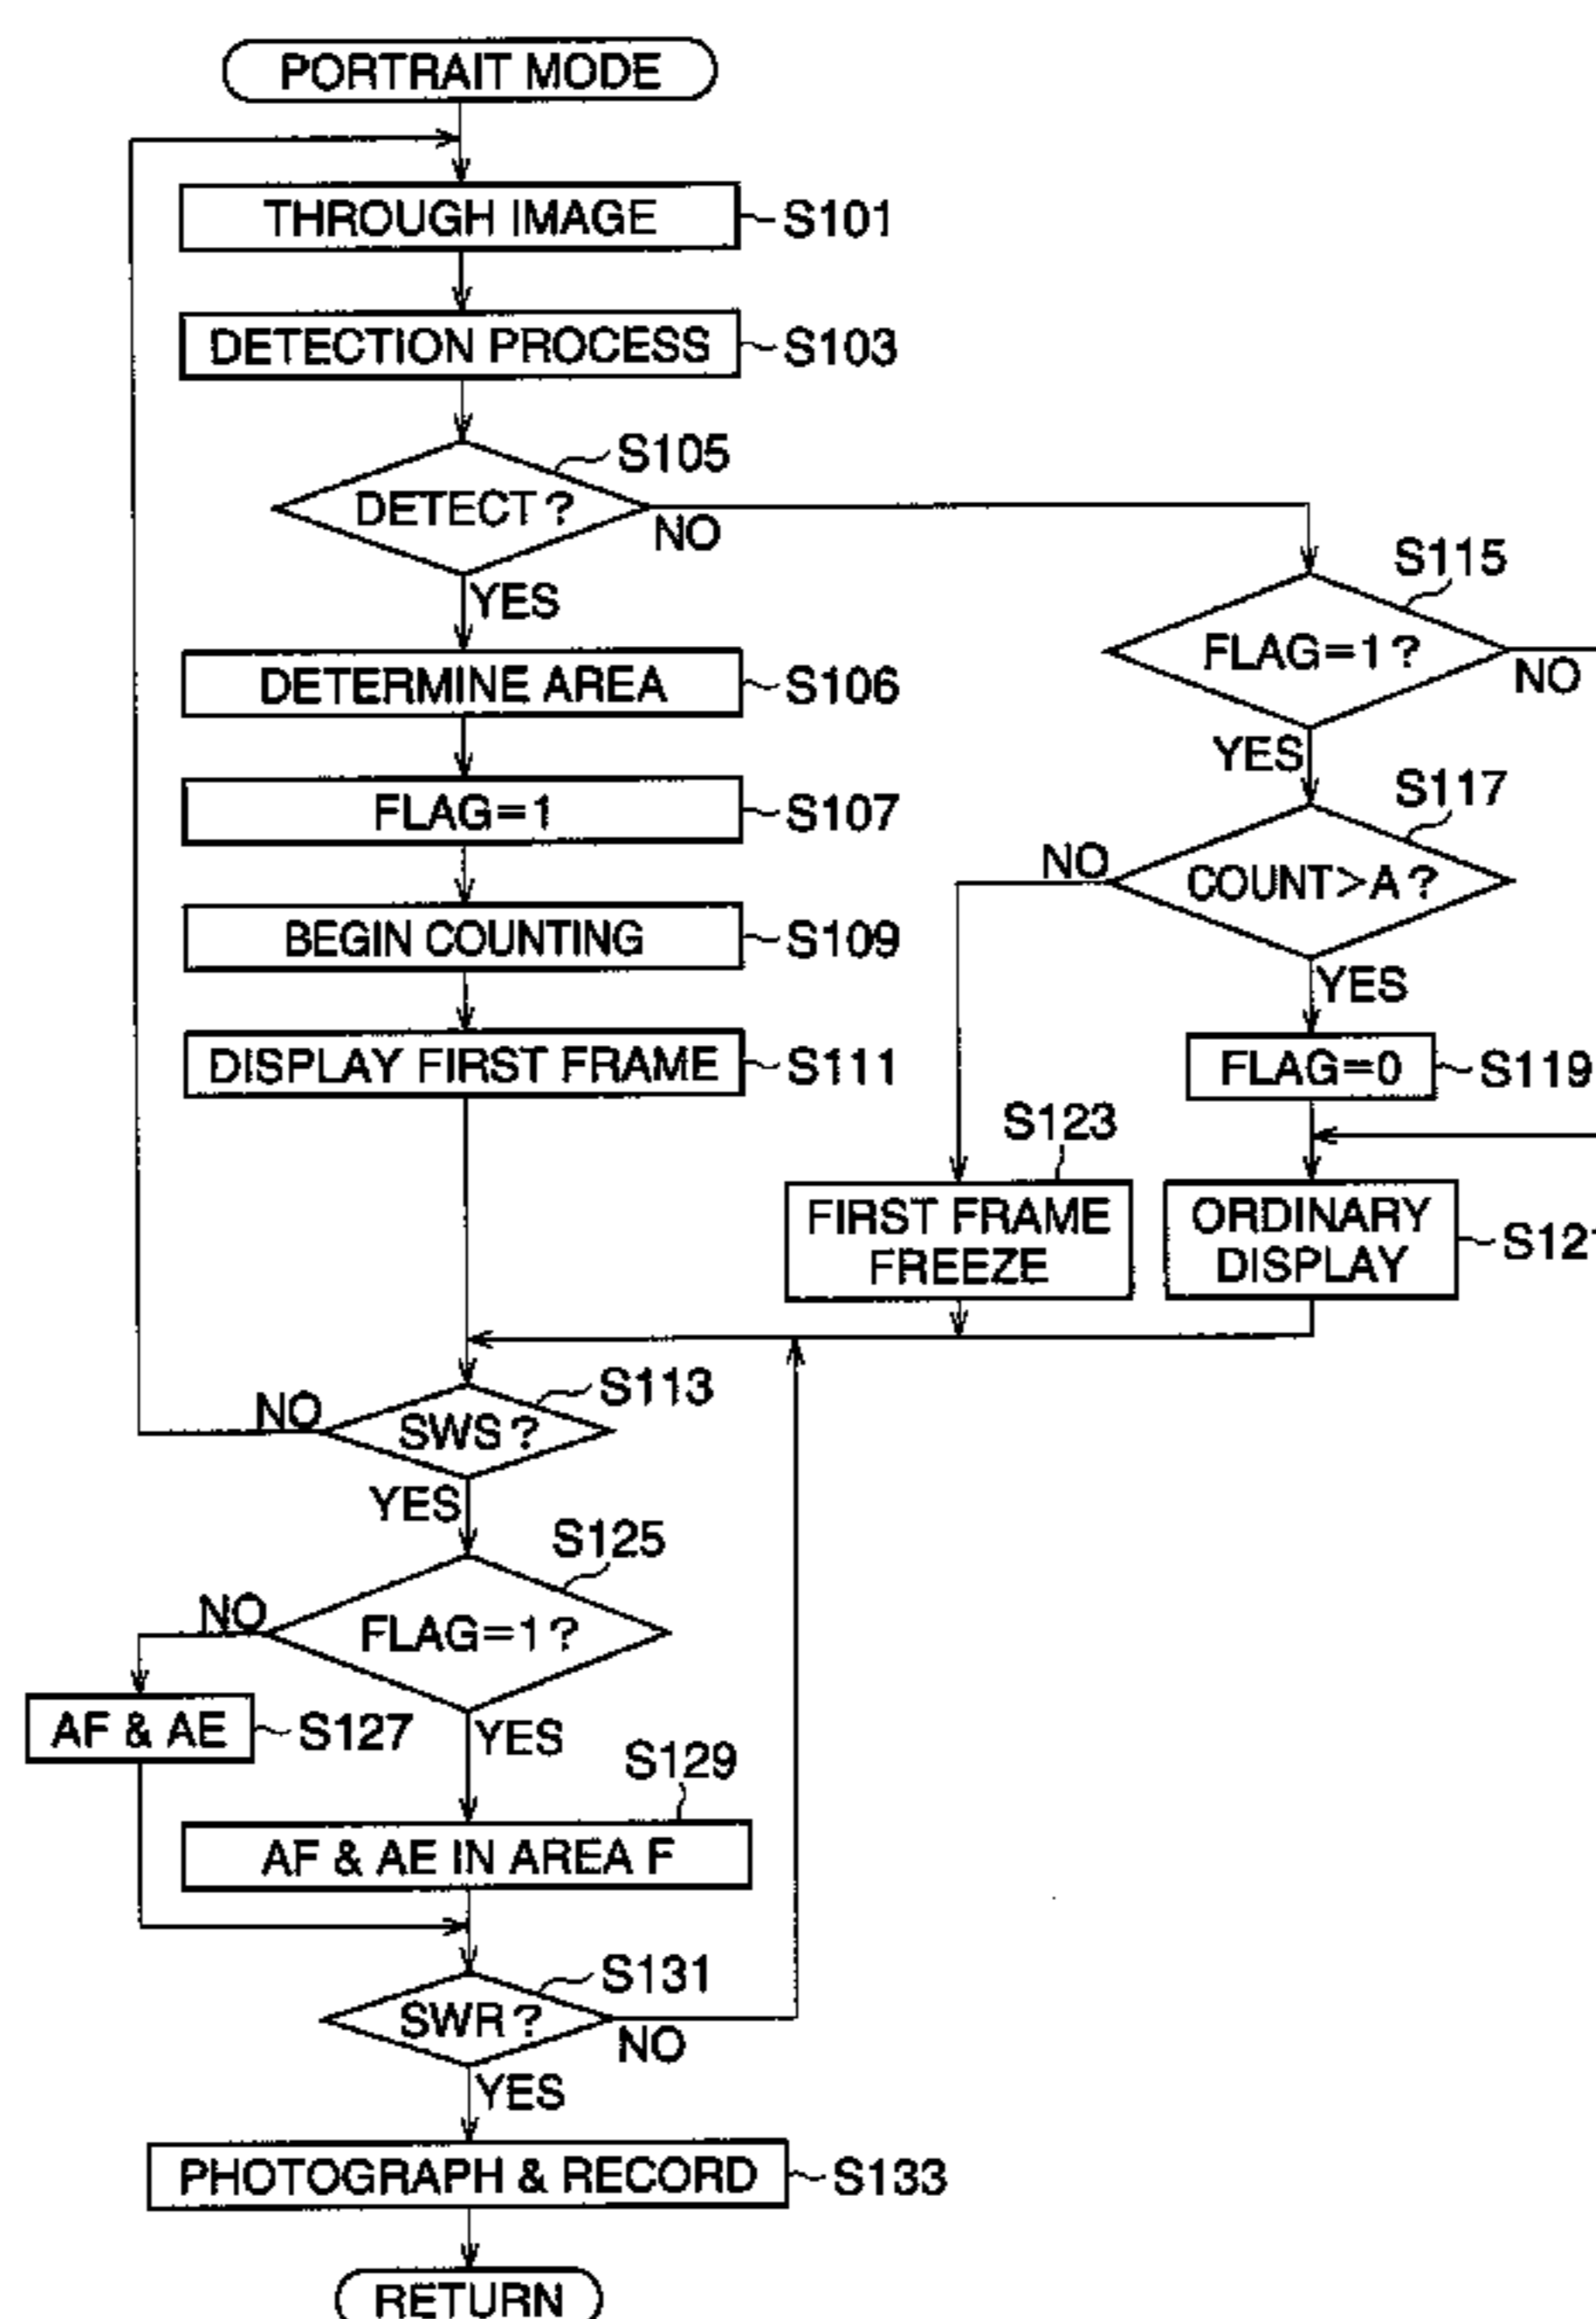 PORTRAIT MODE
THROUGH IMAGE S101
DETECTION PROCESS S103
S105
DETECT?
NO
YES
S115
FLAG=1?
NO
YES
DETERMINE AREA S106
FLAG=1 S107
S117
COUNT>A?
NO
YES
BEGIN COUNTING S109
DISPLAY FIRST FRAME S111
FLAG=0 S119
S123
FIRST FRAME
FREEZE
ORDINARY
DISPLAY
S121
S113
SWS?
NO
YES
S125
FLAG=1?
NO
YES
AF & AE S127
S129
AF & AE IN AREA F
S131
SWR?
NO
YES
PHOTOGRAPH & RECORD S133
RETURN